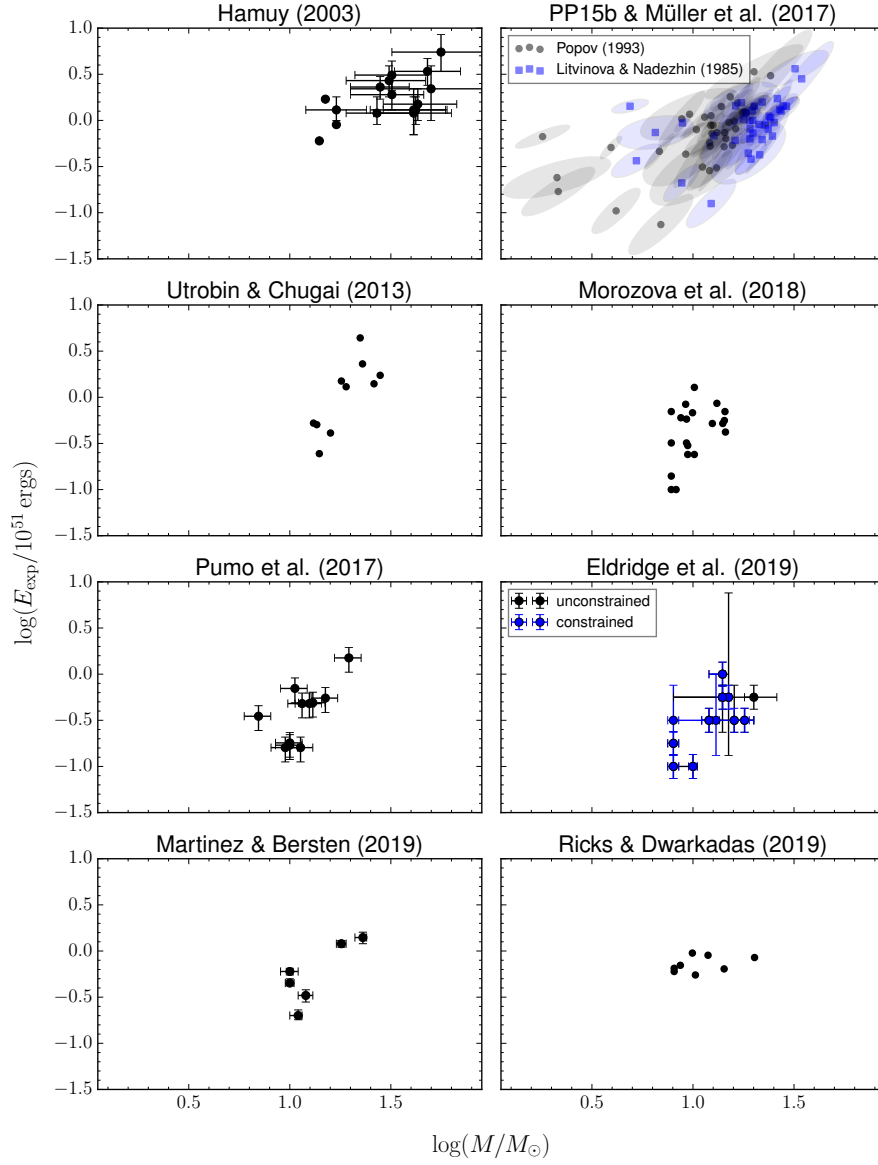 Hamuy (2003)
PP15b & Müller et al. (2017)
1.0
0.5
0.0
−0.5
−1.0
−1.5
Popov (1993)
Litvinova & Nadezhin (1985)
Utrobin & Chugai (2013)
Morozova et al. (2018)
1.0
0.5
0.0
−0.5
−1.0
−1.5
log(E_exp/10^51 ergs)
Pumo et al. (2017)
Eldridge et al. (2019)
1.0
0.5
0.0
−0.5
−1.0
−1.5
unconstrained
constrained
Martinez & Bersten (2019)
Ricks & Dwarkadas (2019)
1.0
0.5
0.0
−0.5
−1.0
−1.5
0.5 1.0 1.5
0.5 1.0 1.5
log(M/M_⊙)